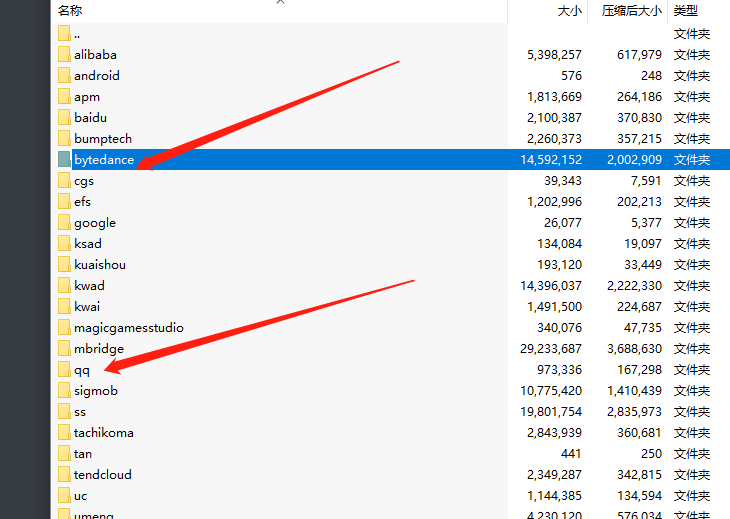 名称 大小 压缩后大小 类型
.. 文件夹
alibaba 5,398,257 617,979 文件夹
android 576 248 文件夹
apm 1,813,669 264,186 文件夹
baidu 2,100,387 370,830 文件夹
bumptech 2,260,373 357,215 文件夹
bytedance 14,592,152 2,002,909 文件夹
cgs 39,343 7,591 文件夹
efs 1,202,996 202,213 文件夹
google 26,077 5,377 文件夹
ksad 134,084 19,097 文件夹
kuaishou 193,120 33,449 文件夹
kwad 14,396,037 2,222,330 文件夹
kwai 1,491,500 224,687 文件夹
magicgamesstudio 340,076 47,735 文件夹
mbridge 29,233,687 3,688,630 文件夹
qq 973,336 167,298 文件夹
sigmob 10,775,420 1,410,439 文件夹
ss 19,801,754 2,835,973 文件夹
tachikoma 2,843,939 360,681 文件夹
tan 441 250 文件夹
tendcloud 2,349,287 342,815 文件夹
uc 1,144,385 134,594 文件夹
umeng 4,230,120 576,034 文件夹